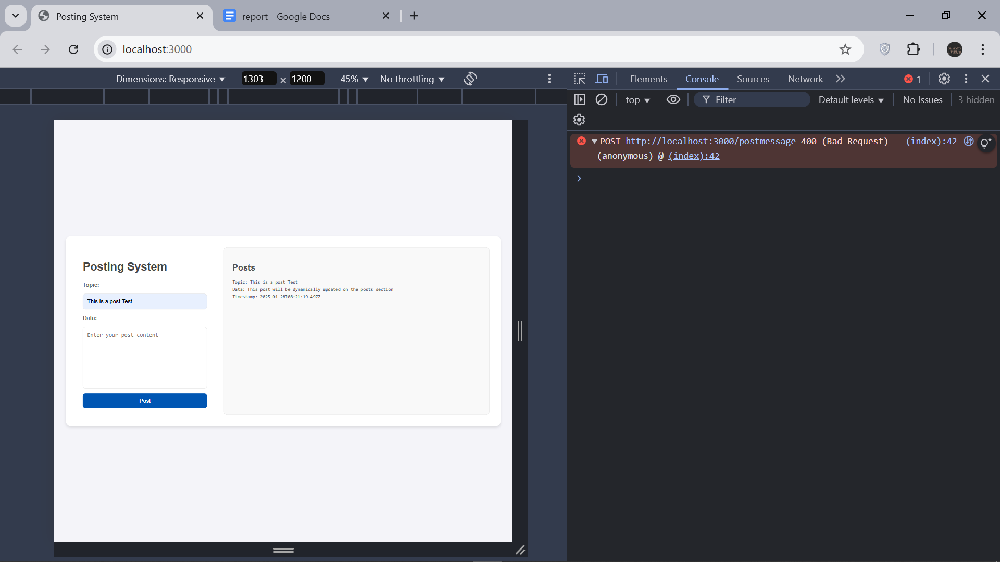 Posting System
report - Google Docs
localhost:3000
Dimensions: Responsive
1303 × 1200
45%
No throttling
Elements
Console
Sources
Network
1
top
Filter
Default levels
No Issues
3 hidden
POST http://localhost:3000/postmessage 400 (Bad Request) (index):42
(anonymous) @ (index):42
Posting System
Topic:
This is a post Test
Data:
Enter your post content
Post
Posts
Topic: This is a post Test
Data: This post will be dynamically updated on the posts section
Timestamp: 2025-01-28T08:21:19.497Z